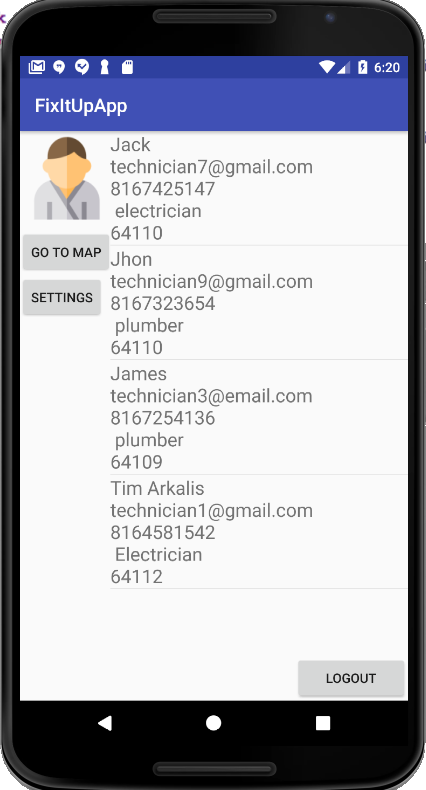 6:20
FixItUpApp
Jack
technician7@gmail.com
8167425147
electrician
64110
GO TO MAP
SETTINGS
Jhon
technician9@gmail.com
8167323654
plumber
64110
James
technician3@email.com
8167254136
plumber
64109
Tim Arkalis
technician1@gmail.com
8164581542
Electrician
64112
LOGOUT